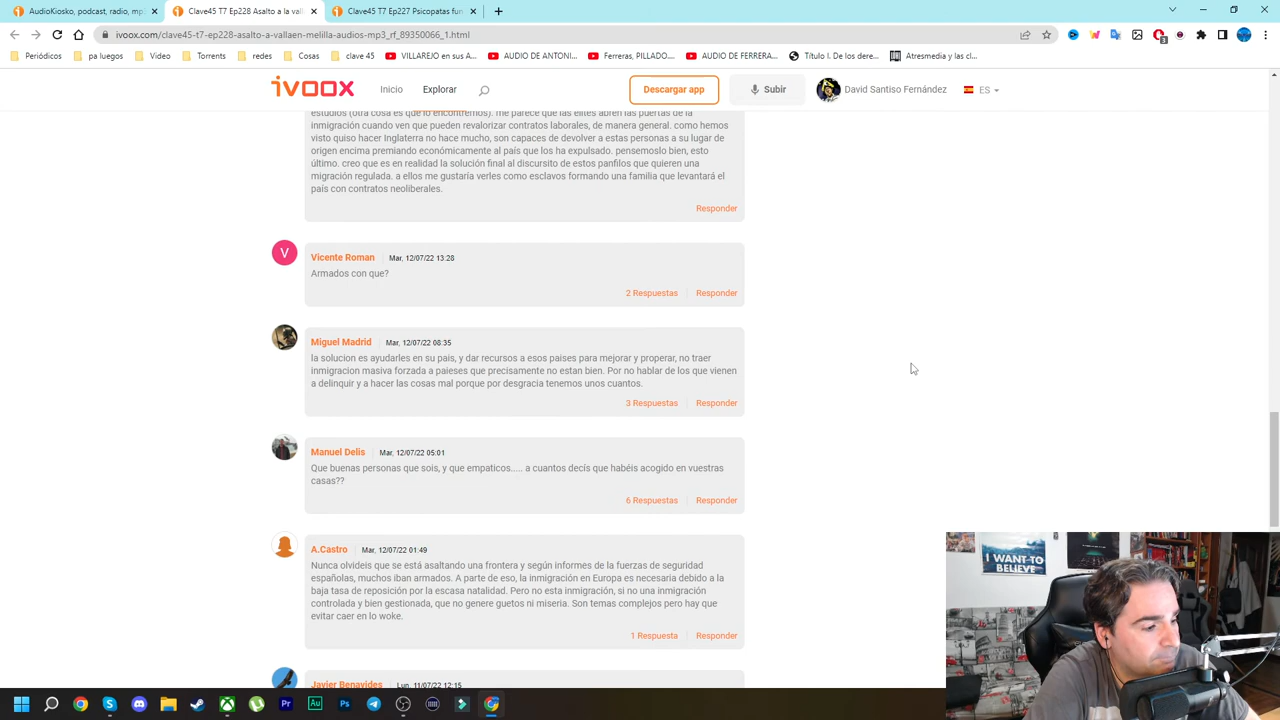 AudioKiosko, podcast, radio, mp
Clave45 T7 Ep228 Asalto a la vall
Clave45 T7 Ep227 Psicopatas fun
ivoox.com/clave45-t7-ep228-asalto-a-vallaen-melilla-audios-mp3_rf_89350066_1.html
Periódicos pa luegos Video Torrents redes Cosas clave 45 VILLAREJO en sus A... AUDIO DE ANTONI... Ferreras, PILLADO.... AUDIO DE FERRERA... Título I. De los dere... Atresmedia y las cl...
iVOOX Inicio Explorar Descargar app Subir David Santiso Fernández ES
estudios (otra cosa es que lo encontremos). me parece que las elites abren las puertas de la
inmigración cuando ven que pueden revalorizar contratos laborales, de manera general. como hemos
visto quiso hacer Inglaterra no hace mucho, son capaces de devolver a estas personas a su lugar de
origen encima premiando económicamente al país que los ha expulsado. pensemoslo bien, esto
último. creo que es en realidad la solución final al discursito de estos panfilos que quieren una
migración regulada. a ellos me gustaría verles como esclavos formando una familia que levantará el
país con contratos neoliberales.
Responder
V
Vicente Roman Mar, 12/07/22 13:28
Armados con que?
2 Respuestas Responder
Miguel Madrid Mar, 12/07/22 08:35
la solucion es ayudarles en su pais, y dar recursos a esos paises para mejorar y properar, no traer
inmigracion masiva forzada a paieses que precisamente no estan bien. Por no hablar de los que vienen
a delinquir y a hacer las cosas mal porque por desgracia tenemos unos cuantos.
3 Respuestas Responder
Manuel Delis Mar, 12/07/22 05:01
Que buenas personas que sois, y que empaticos..... a cuantos decís que habéis acogido en vuestras
casas??
6 Respuestas Responder
A.Castro Mar, 12/07/22 01:49
Nunca olvideis que se está asaltando una frontera y según informes de la fuerzas de seguridad
españolas, muchos iban armados. A parte de eso, la inmigración en Europa es necesaria debido a la
baja tasa de reposición por la escasa natalidad. Pero no esta inmigración, si no una inmigración
controlada y bien gestionada, que no genere guetos ni miseria. Son temas complejos pero hay que
evitar caer en lo woke.
1 Respuesta Responder
Javier Benavides Lun, 11/07/22 12:15
I WANT TO
BELIEVE